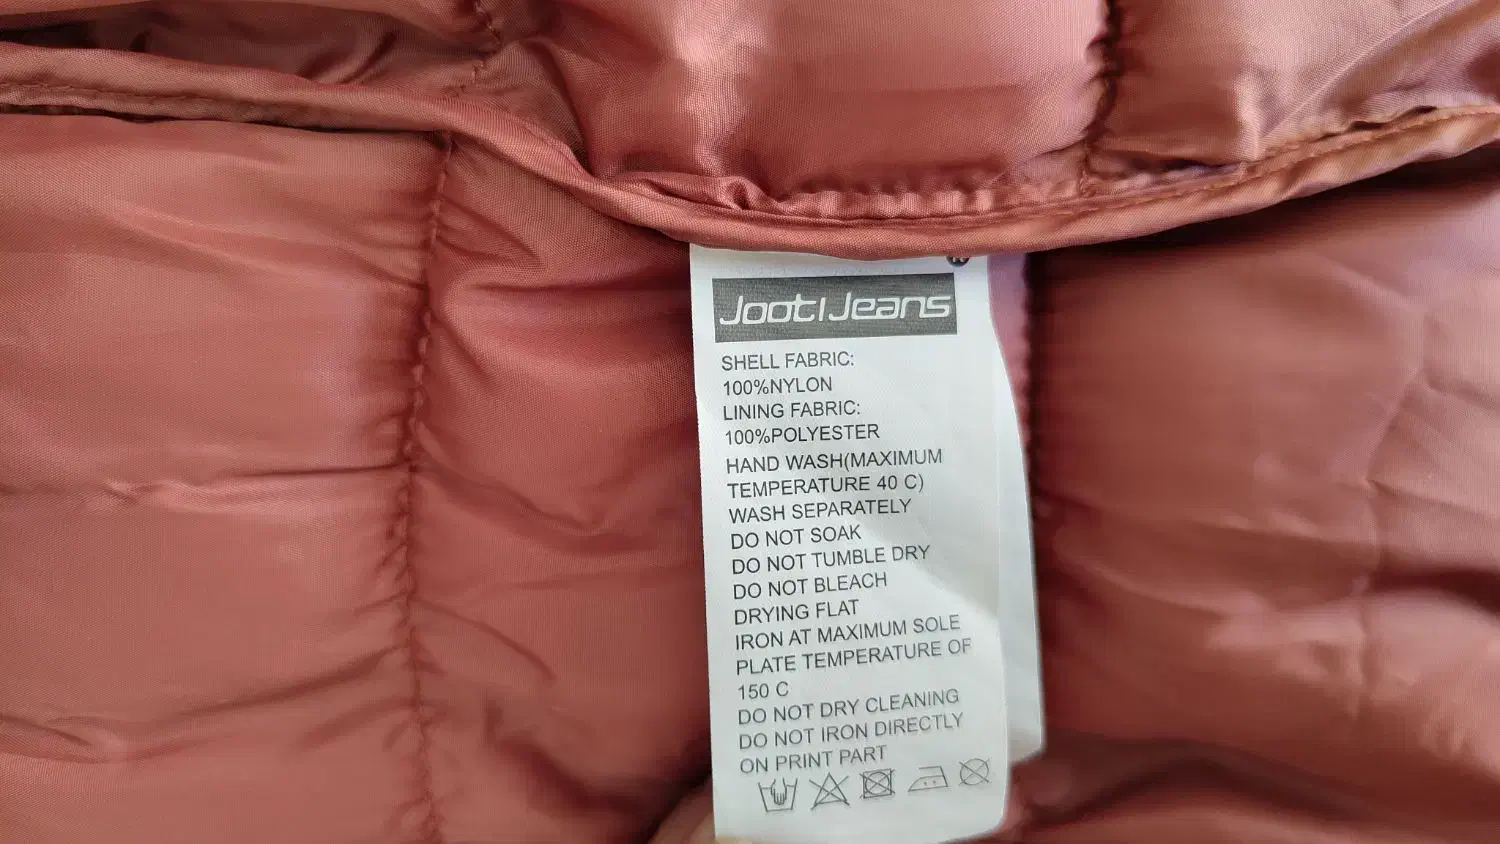 Jooti Jeans
SHELL FABRIC:
100%NYLON
LINING FABRIC:
100%POLYESTER
HAND WASH(MAXIMUM
TEMPERATURE 40 C)
WASH SEPARATELY
DO NOT SOAK
DO NOT TUMBLE DRY
DO NOT BLEACH
DRYING FLAT
IRON AT MAXIMUM SOLE
PLATE TEMPERATURE OF
150 C
DO NOT DRY CLEANING
DO NOT IRON DIRECTLY
ON PRINT PART